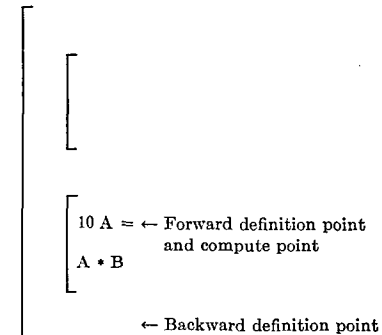 10 A = ← Forward definition point
and compute point
A * B
← Backward definition point